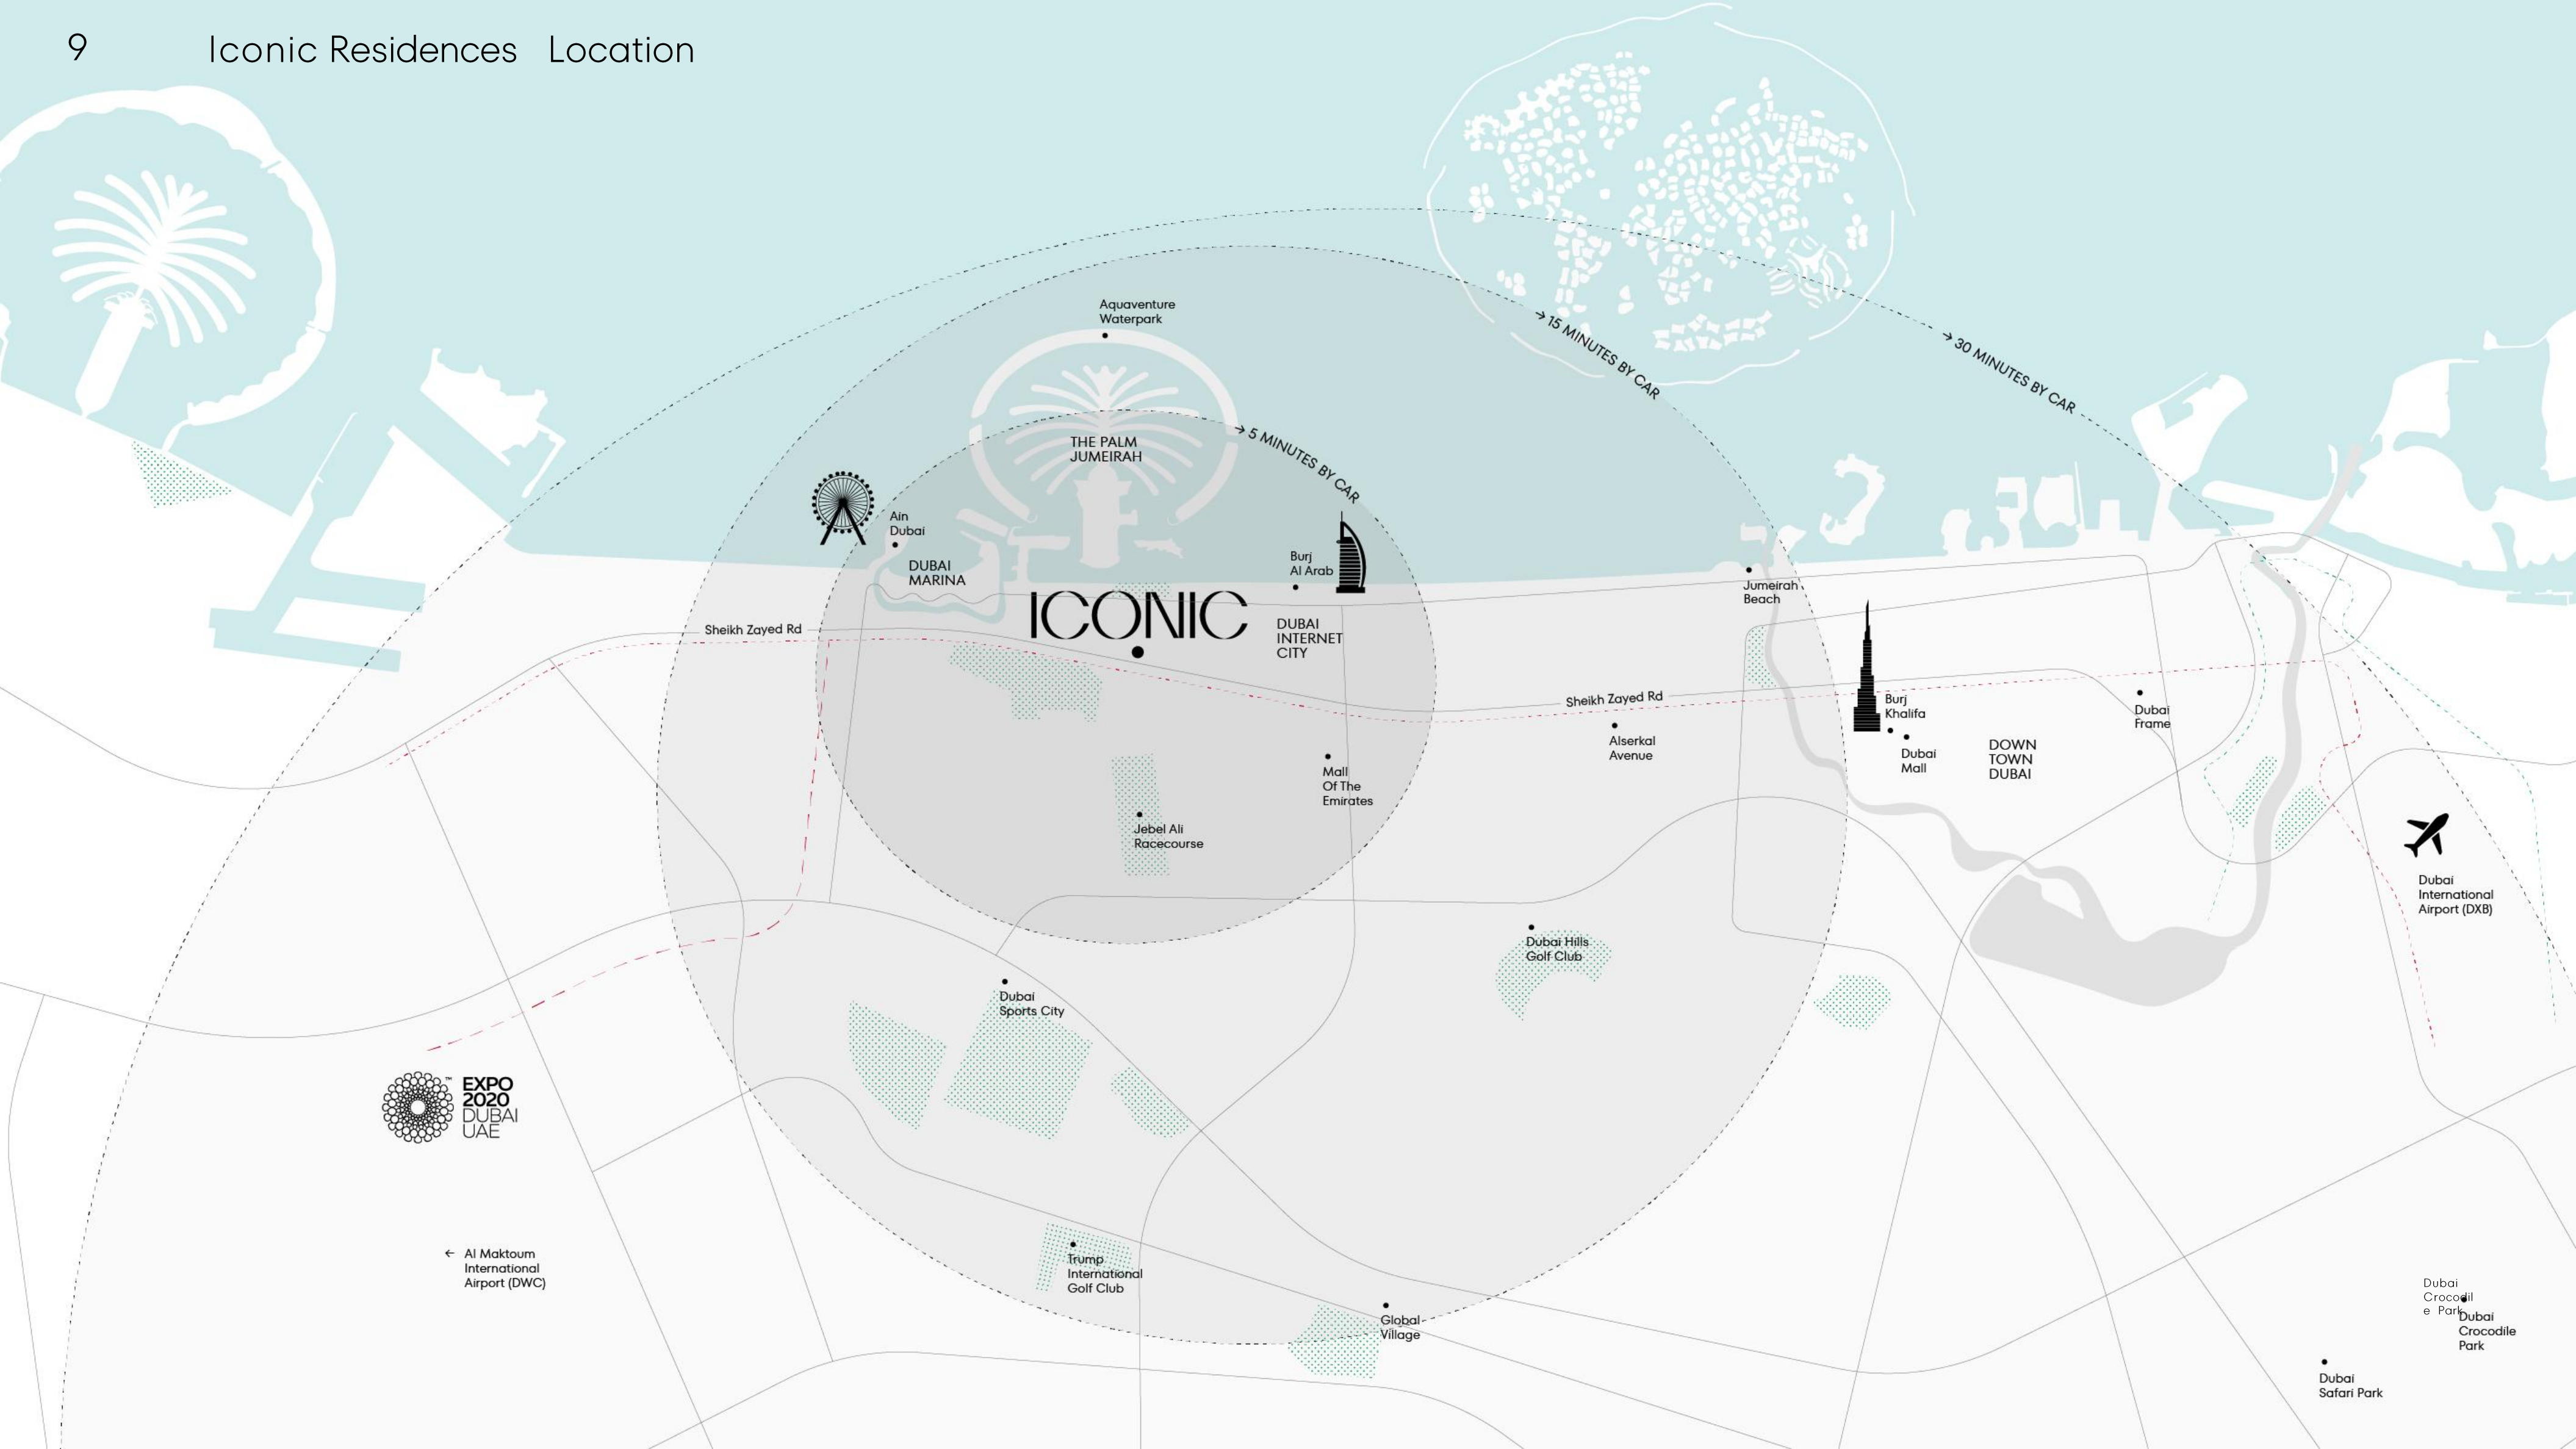 9 Iconic Residences Location
Aquaventure
Waterpark
→ 15 MINUTES BY CAR
→ 30 MINUTES BY CAR
THE PALM
JUMEIRAH
→ 5 MINUTES BY CAR
Ain
Dubai
DUBAI
MARINA
Burj
Al Arab
Jumeirah
Beach
ICONIC
DUBAI
INTERNET
CITY
Sheikh Zayed Rd
Sheikh Zayed Rd
Alserkal
Avenue
Burj
Khalifa
Dubai
Mall
DOWN
TOWN
DUBAI
Dubai
Frame
Mall
Of The
Emirates
Jebel Ali
Racecourse
Dubai
International
Airport (DXB)
Dubai Hills
Golf Club
Dubai
Sports City
EXPO
2020
DUBAI
UAE
™
← Al Maktoum
International
Airport (DWC)
Trump
International
Golf Club
Global
Village
Dubai
Crocodil
e Park
Dubai
Crocodile
Park
Dubai
Safari Park